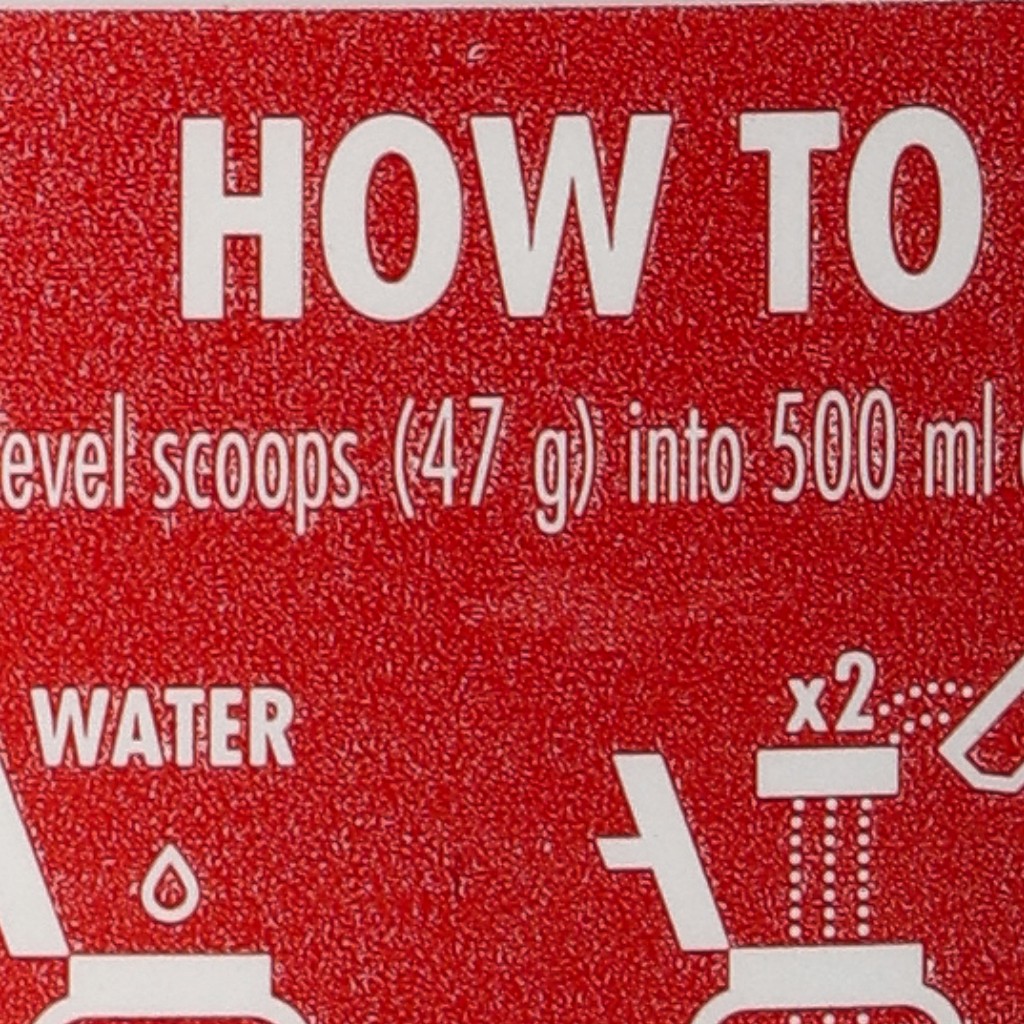 HOW TO
evel scoops (47 g) into 500 ml
WATER
x2